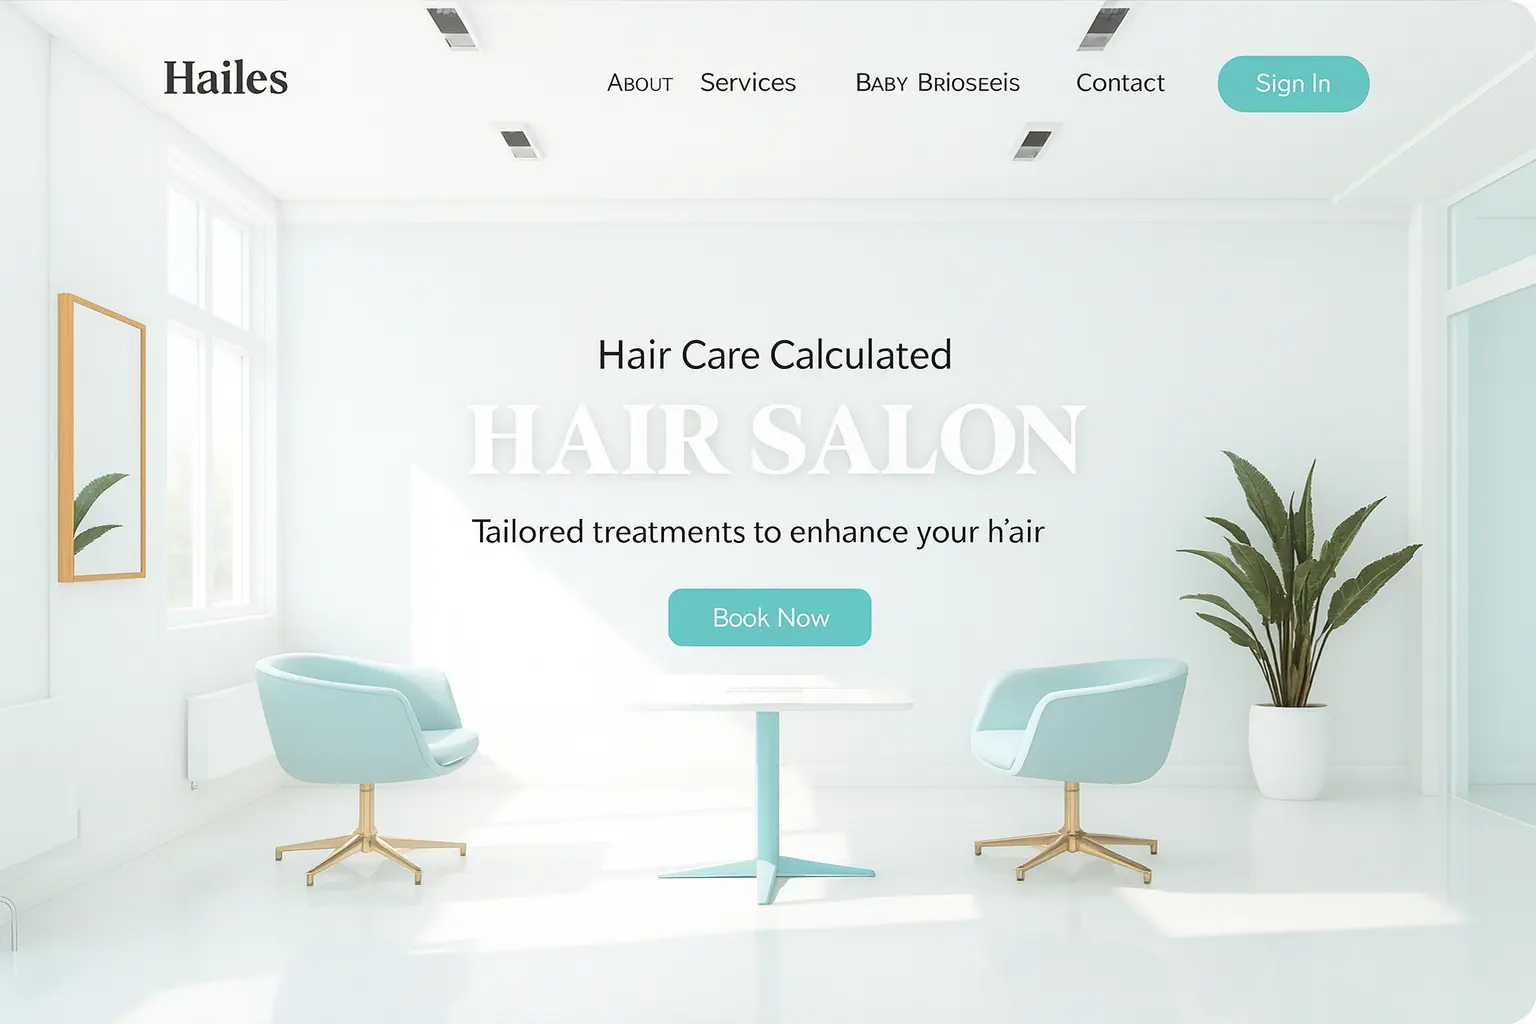 Hailes
About Services Baby Brioseeis Contact Sign In
Hair Care Calculated
HAIR SALON
Tailored treatments to enhance your h’air
Book Now